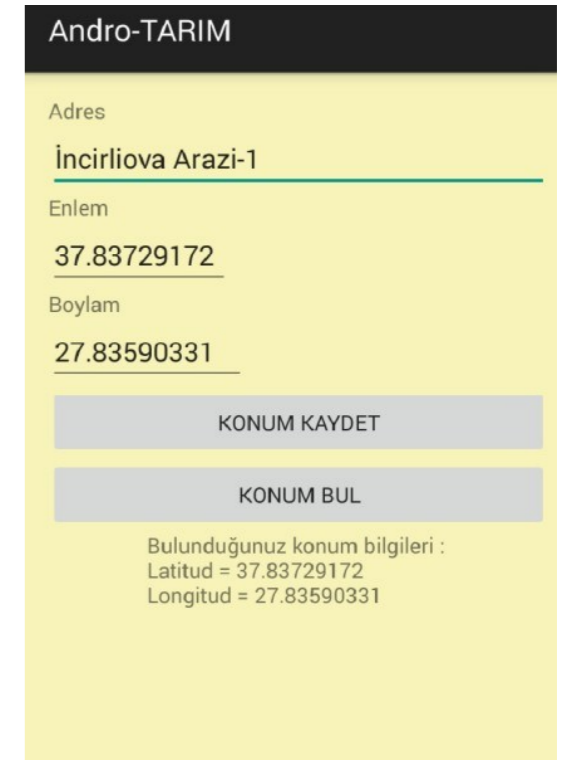 Andro-TARIM
Adres
İncirliova Arazi-1
Enlem
37.83729172
Boylam
27.83590331
KONUM KAYDET
KONUM BUL
Bulunduğunuz konum bilgileri :
Latitud = 37.83729172
Longitud = 27.83590331